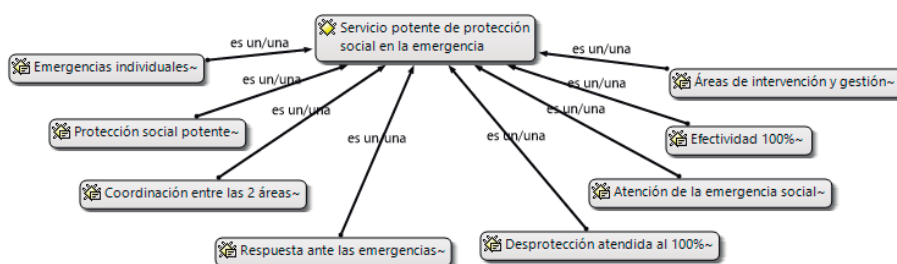 Servicio potente de protección
social en la emergencia
es un/una
es un/una
Emergencias individuales~
es un/una
es un/una
Áreas de intervención y gestión~
es un/una
es un/una
Protección social potente~
es un/una
es un/una
Efectividad 100%~
Coordinación entre las 2 áreas~
Atención de la emergencia social~
Respuesta ante las emergencias~
Desprotección atendida al 100%~